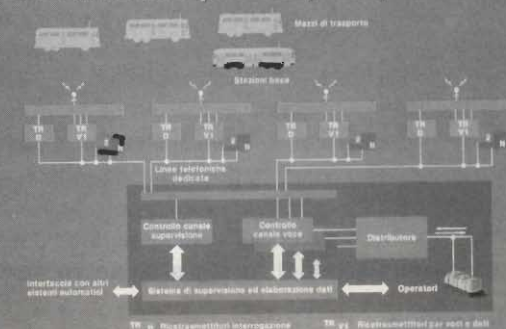 Mezzi di trasporto
Stazioni base
TR D
TR V1
N
TR D
TR V1
N
TR D
TR V1
N
TR D
TR V1
N
Linee telefoniche
dedicate
Controllo canale
supervisione
Controllo
canale voce
Distributore
Interfaccia con altri
sistemi automatici
Sistema di supervisione ed elaborazione dati
Operatori
TR D Ricetrasmettitori interrogazione
TR V1 Ricetrasmettitori per voci e dati